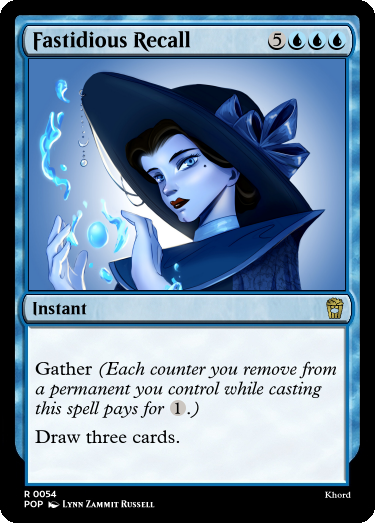 Fastidious Recall 5
Instant
Gather (Each counter you remove from
a permanent you control while casting
this spell pays for 1.)
Draw three cards.
R 0054
POP Lynn Zammit Russell
Khord